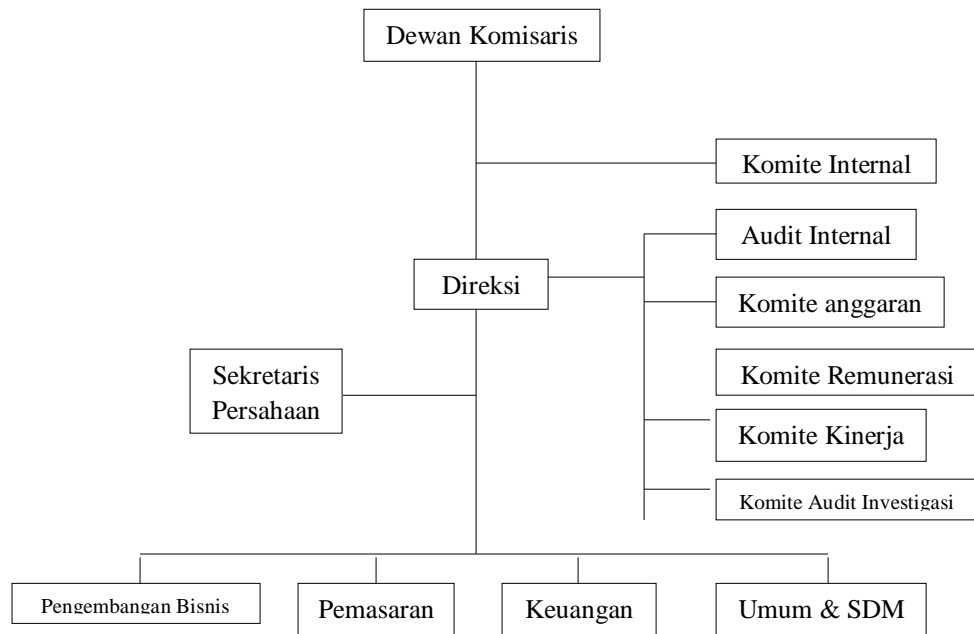 Dewan Komisaris
Komite Internal
Audit Internal
Direksi
Komite anggaran
Sekretaris
Persahaan
Komite Remunerasi
Komite Kinerja
Komite Audit Investigasi
Pengembangan Bisnis
Pemasaran
Keuangan
Umum & SDM